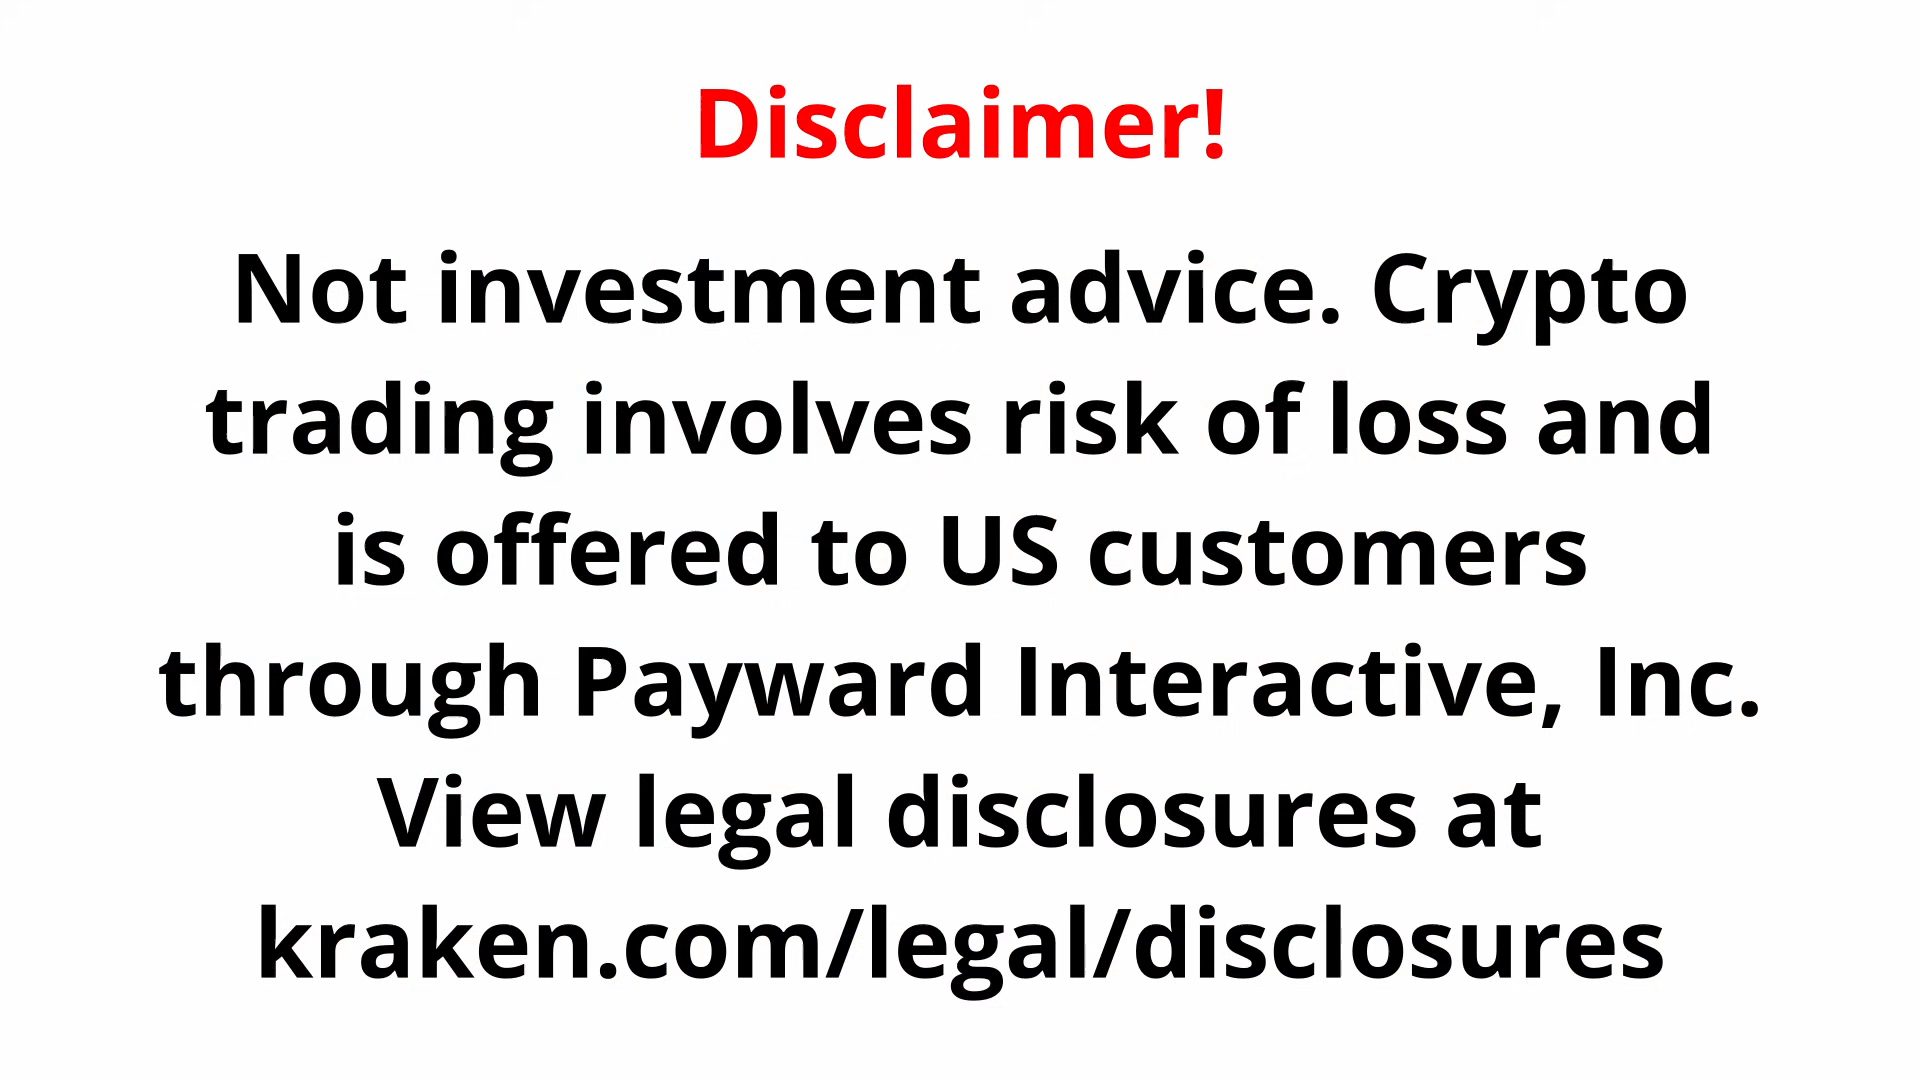 Disclaimer!
Not investment advice. Crypto
trading involves risk of loss and
is offered to US customers
through Payward Interactive, Inc.
View legal disclosures at
kraken.com/legal/disclosures